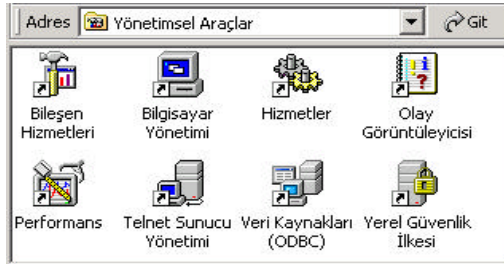 Adres Yönetimsel Araçlar Git
Bileşen Hizmetleri
Bilgisayar Yönetimi
Hizmetler
Olay Görüntüleyicisi
Performans
Telnet Sunucu Yönetimi
Veri Kaynakları (ODBC)
Yerel Güvenlik İlkesi